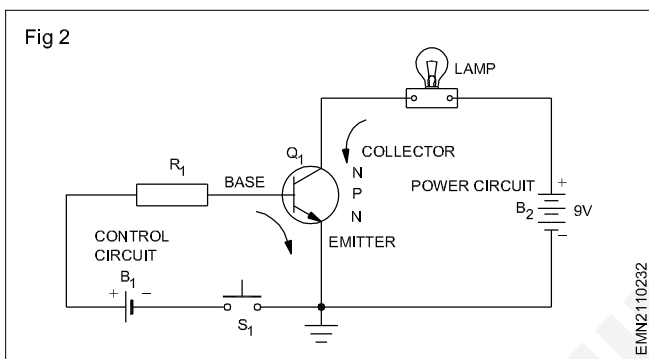 Fig 2
LAMP
Q1
COLLECTOR
R1
BASE
N
P
N
POWER CIRCUIT
+
B2
9V
−
EMITTER
CONTROL
CIRCUIT
B1
+ −
S1
EMN2110232